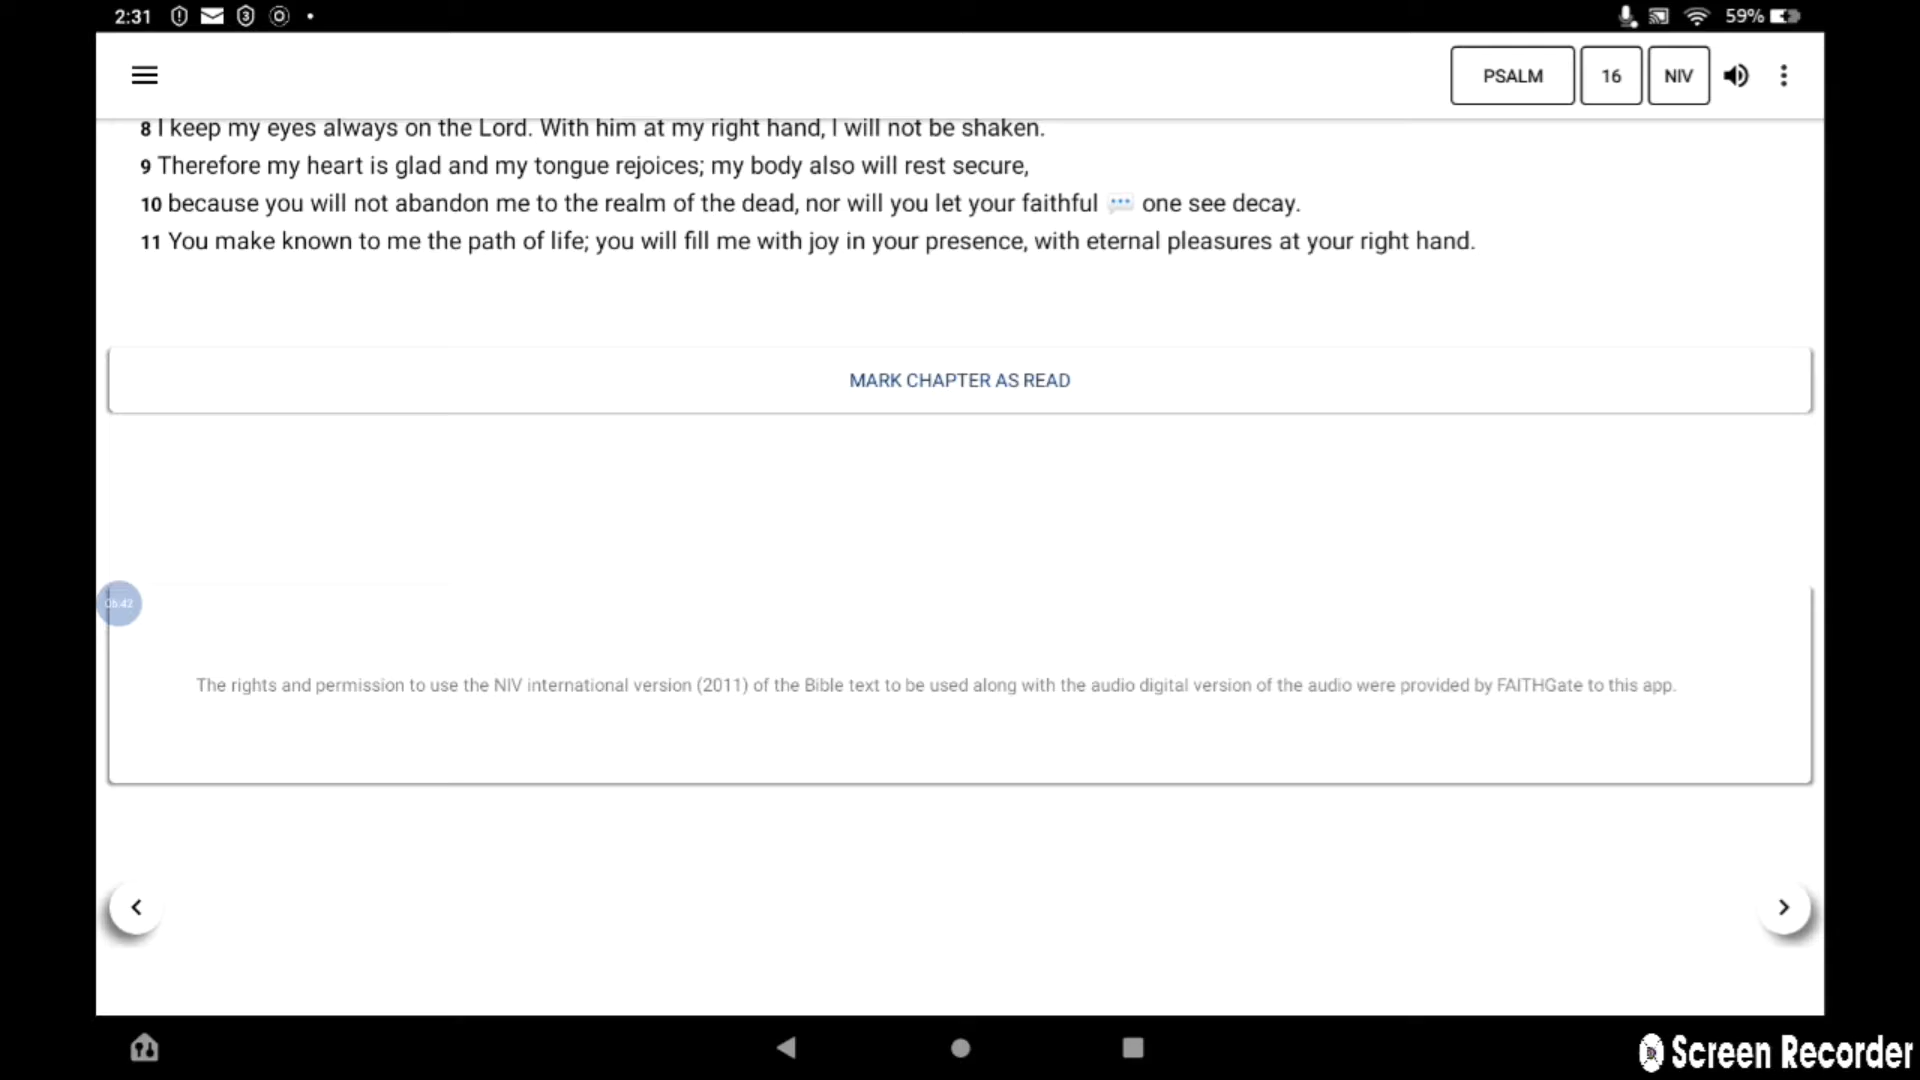 2:31
59%
PSALM 16 NIV
8 I keep my eyes always on the Lord. With him at my right hand, I will not be shaken.
9 Therefore my heart is glad and my tongue rejoices; my body also will rest secure,
10 because you will not abandon me to the realm of the dead, nor will you let your faithful one see decay.
11 You make known to me the path of life; you will fill me with joy in your presence, with eternal pleasures at your right hand.
MARK CHAPTER AS READ
06:42
The rights and permission to use the NIV international version (2011) of the Bible text to be used along with the audio digital version of the audio were provided by FAITHGate to this app.
Screen Recorder